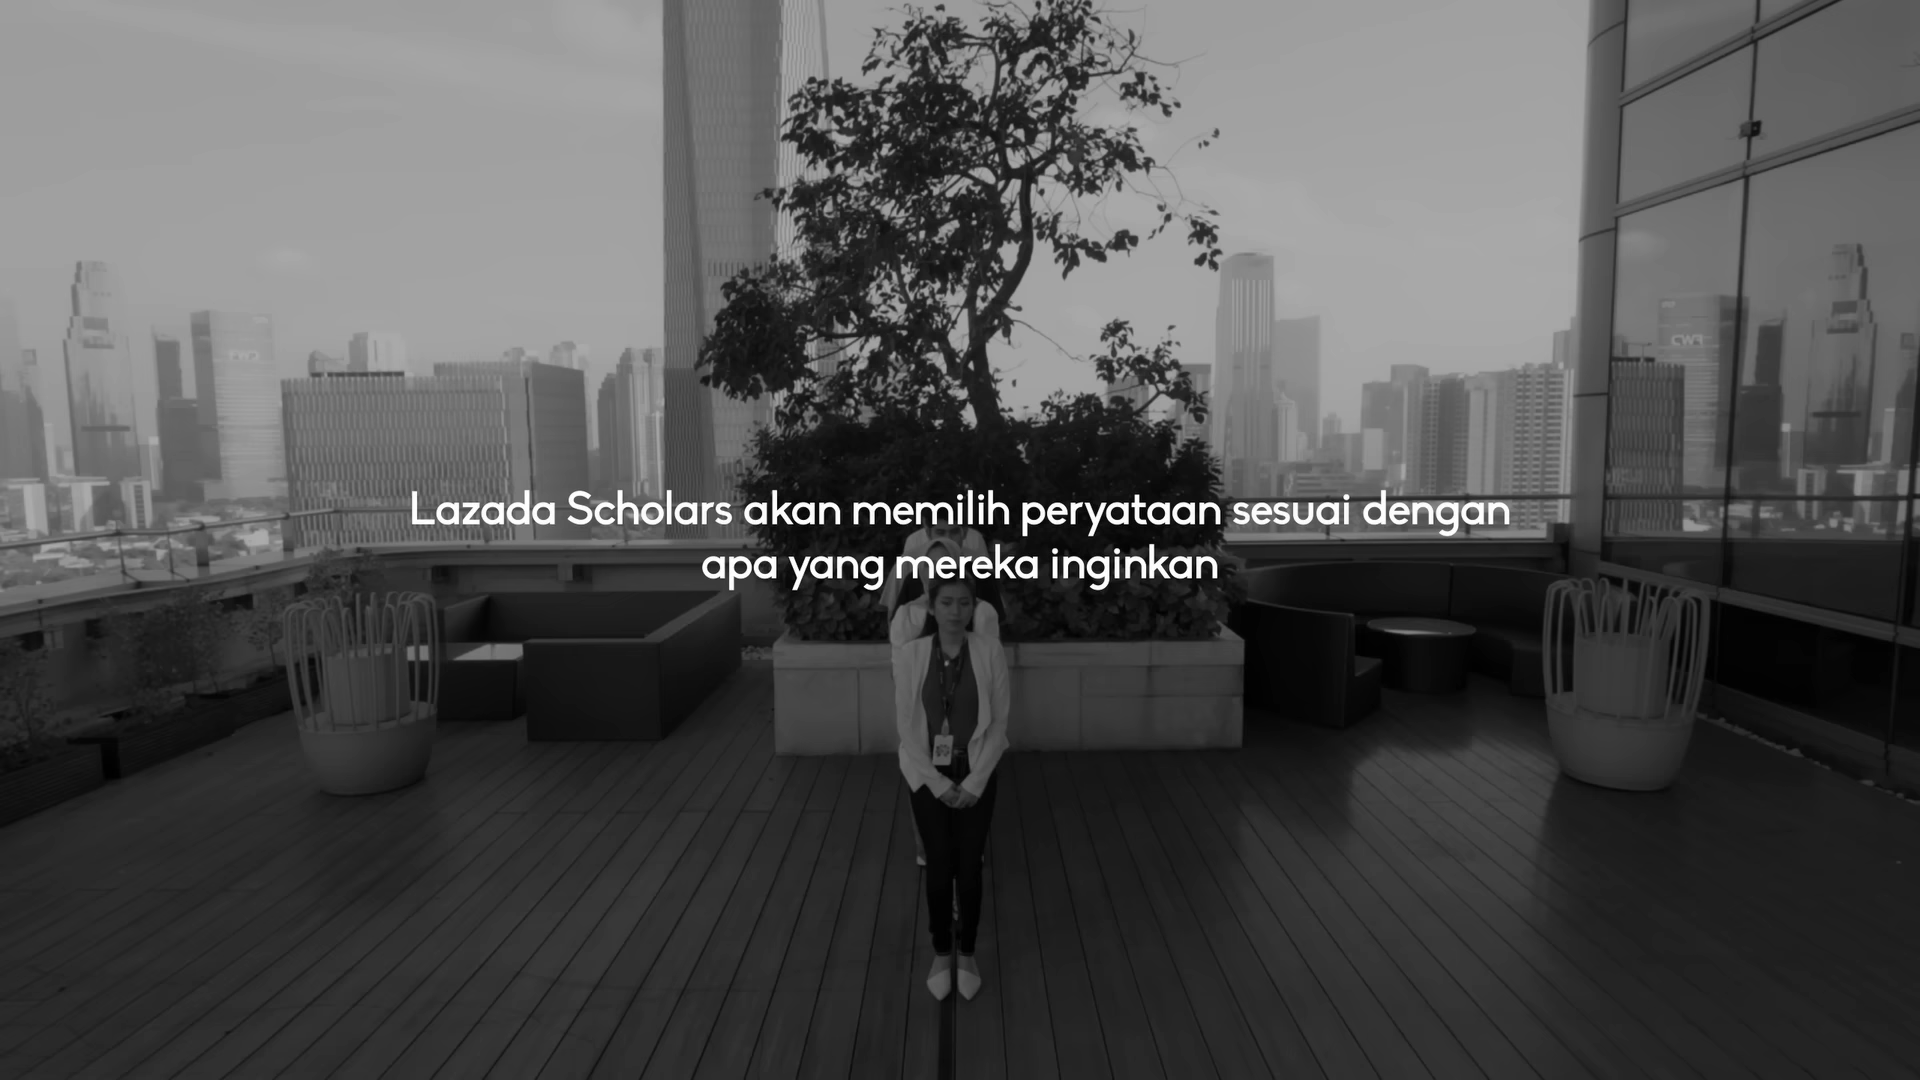 Lazada Scholars akan memilih peryataan sesuai dengan
apa yang mereka inginkan